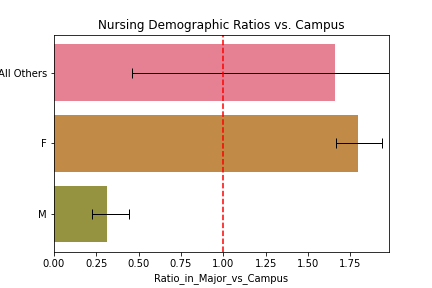 Nursing Demographic Ratios vs. Campus
All Others
F
M
0.00 0.25 0.50 0.75 1.00 1.25 1.50 1.75
Ratio_in_Major_vs_Campus